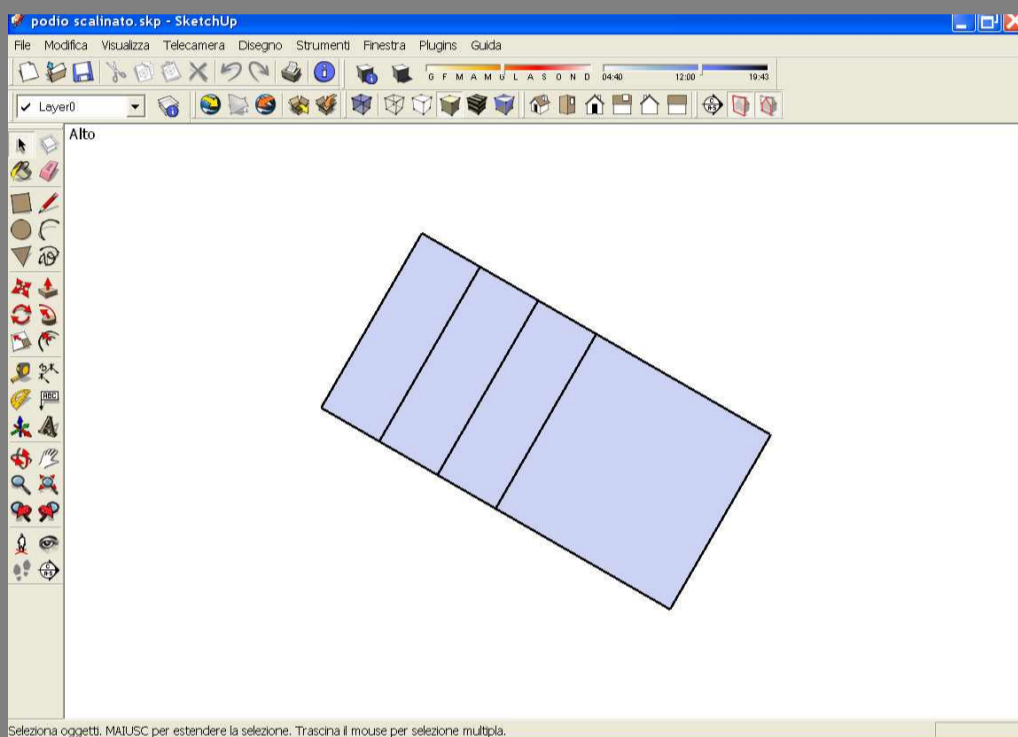 podio scalinato.skp - SketchUp
File Modifica Visualizza Telecamera Disegno Strumenti Finestra Plugins Guida
G F M A M L A S O N D 04:40 12:00 19:43
Layer0
Alto
ABC
Seleziona oggetti. MAIUSC per estendere la selezione. Trascina il mouse per selezione multipla.